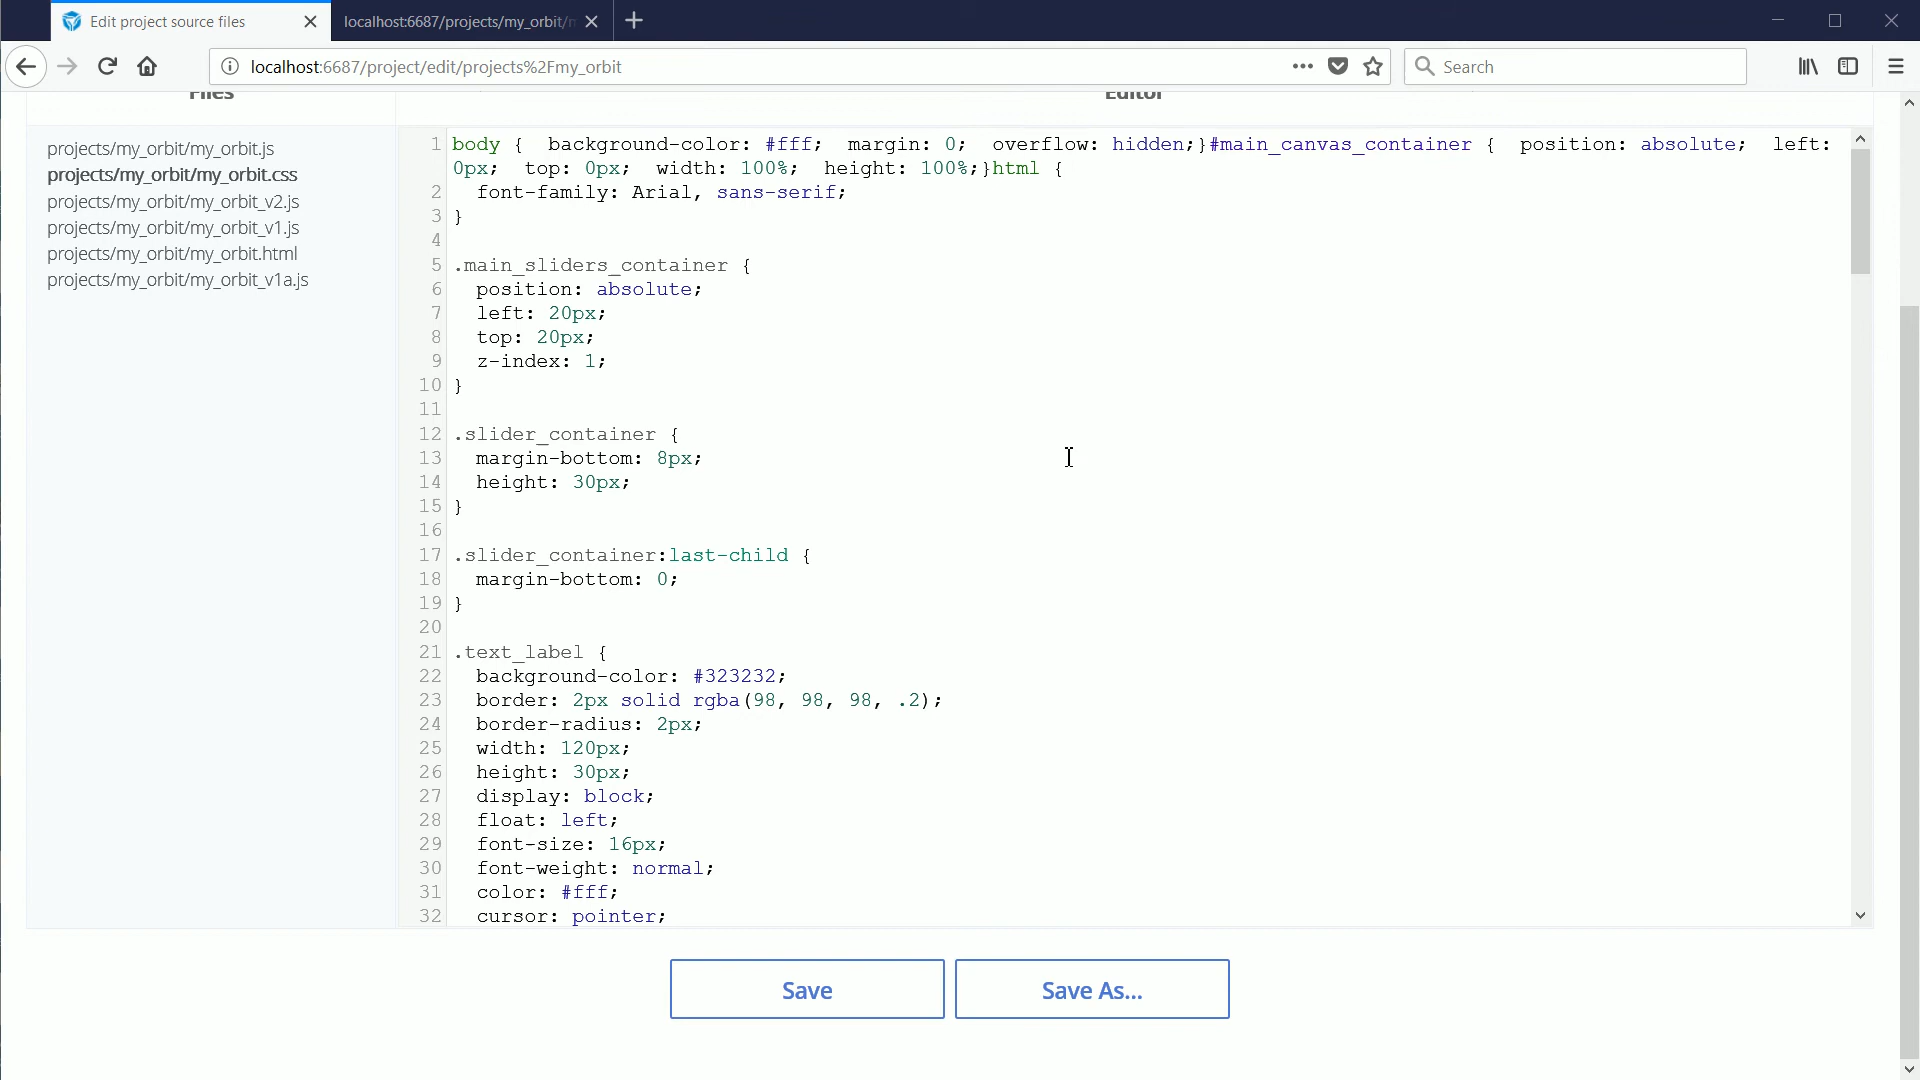 Edit project source files
localhost:6687/projects/my_orbit/m
localhost:6687/project/edit/projects%2Fmy_orbit
Search
Files
Editor
projects/my_orbit/my_orbit.js
projects/my_orbit/my_orbit.css
projects/my_orbit/my_orbit_v2.js
projects/my_orbit/my_orbit_v1.js
projects/my_orbit/my_orbit.html
projects/my_orbit/my_orbit_v1a.js
1 body {  background-color: #fff;  margin: 0;  overflow: hidden;}#main_canvas_container {  position: absolute;  left:
0px;  top: 0px;  width: 100%;  height: 100%;}html {
2   font-family: Arial, sans-serif;
3 }
4
5 .main_sliders_container {
6   position: absolute;
7   left: 20px;
8   top: 20px;
9   z-index: 1;
10 }
11
12 .slider_container {
13   margin-bottom: 8px;
14   height: 30px;
15 }
16
17 .slider_container:last-child {
18   margin-bottom: 0;
19 }
20
21 .text_label {
22   background-color: #323232;
23   border: 2px solid rgba(98, 98, 98, .2);
24   border-radius: 2px;
25   width: 120px;
26   height: 30px;
27   display: block;
28   float: left;
29   font-size: 16px;
30   font-weight: normal;
31   color: #fff;
32   cursor: pointer;
Save
Save As...